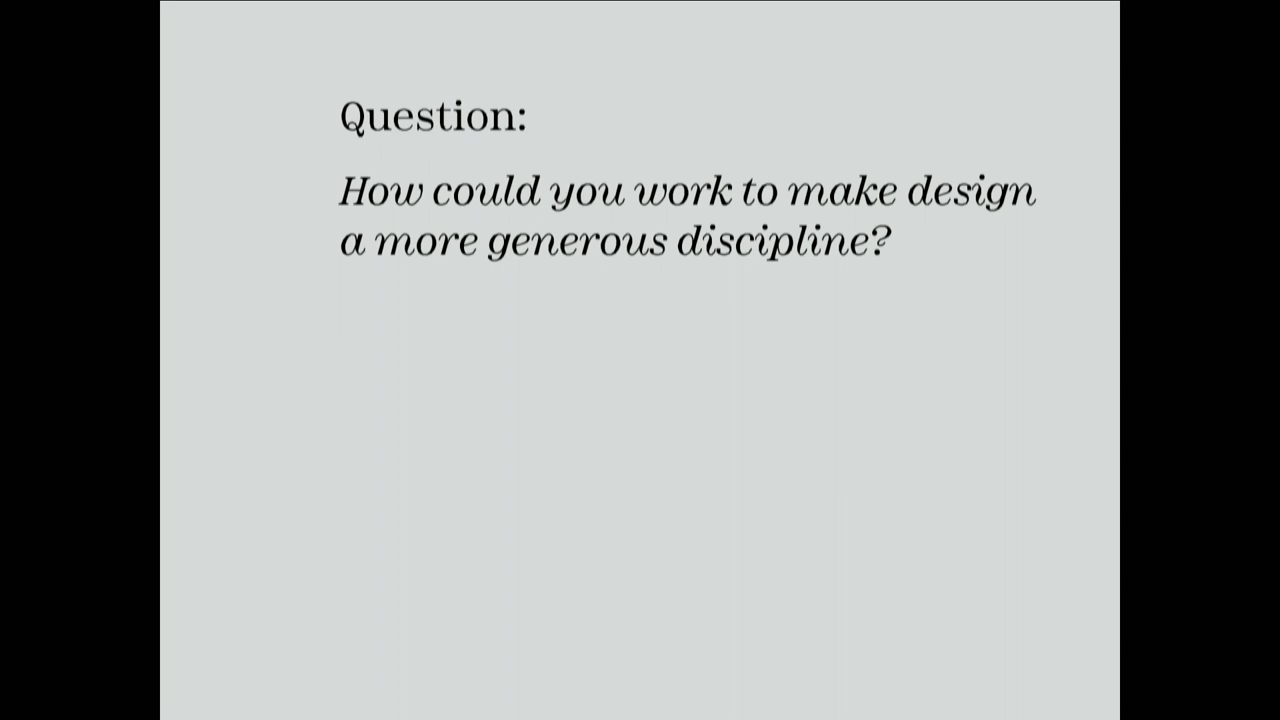 Question:
How could you work to make design
a more generous discipline?